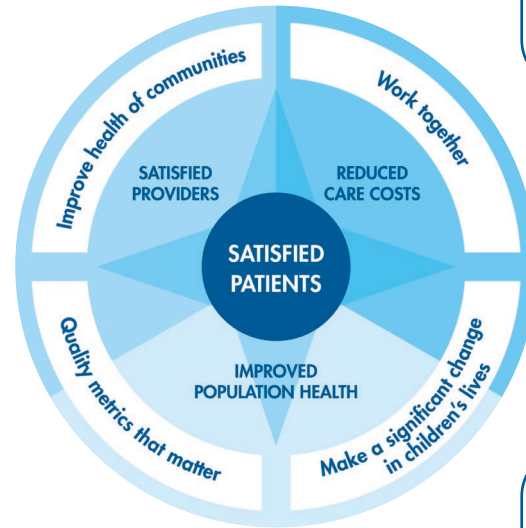 Improve health of communities
Work together
SATISFIED
PROVIDERS
REDUCED
CARE COSTS
SATISFIED
PATIENTS
IMPROVED
POPULATION HEALTH
Quality metrics that matter
Make a significant change
in children's lives